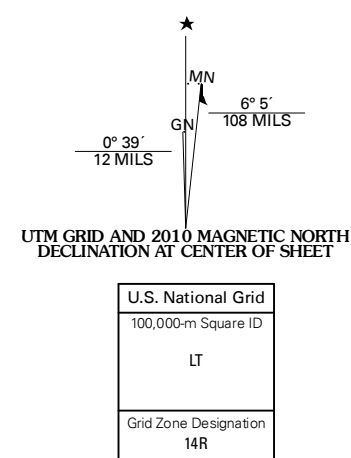 MN
GN
6° 5´
108 MILS
0° 39´
12 MILS
UTM GRID AND 2010 MAGNETIC NORTH
DECLINATION AT CENTER OF SHEET
U.S. National Grid
100,000-m Square ID
LT
Grid Zone Designation
14R